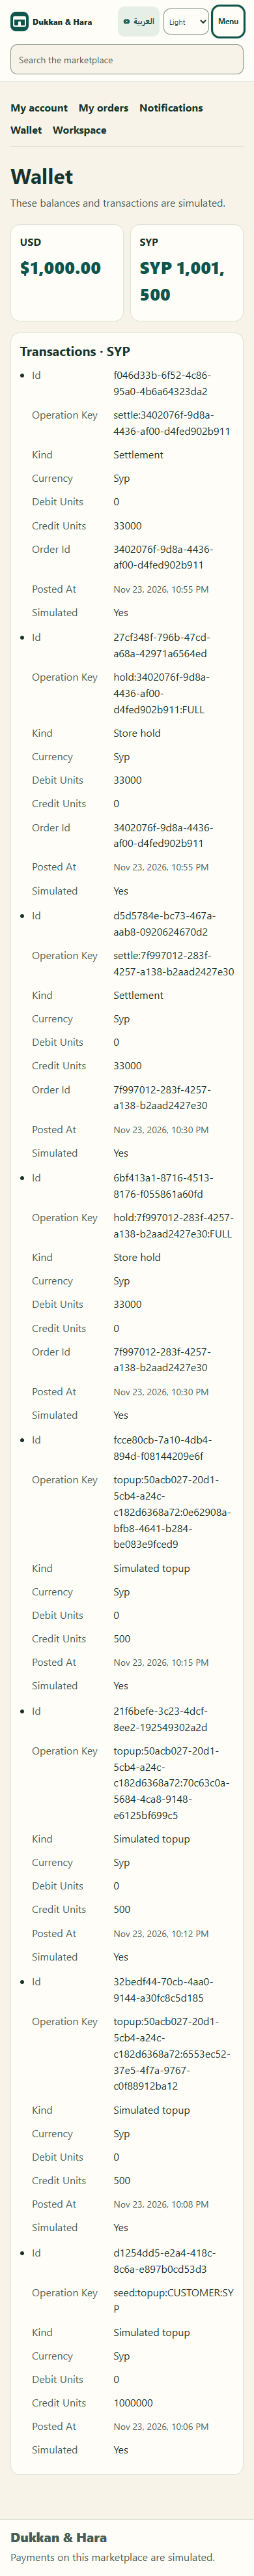 Dukkan & Hara
العربية
Light
Menu
Search the marketplace
My account My orders Notifications
Wallet Workspace
Wallet
These balances and transactions are simulated.
USD
$1,000.00
SYP
SYP 1,001,
500
Transactions · SYP
Id f046d33b-6f52-4c86-
95a0-4b6a64323da2
Operation Key settle:3402076f-9d8a-
4436-af00-d4fed902b911
Kind Settlement
Currency Syp
Debit Units 0
Credit Units 33000
Order Id 3402076f-9d8a-4436-
af00-d4fed902b911
Posted At Nov 23, 2026, 10:55 PM
Simulated Yes
Id 27cf348f-796b-47cd-
a68a-42971a6564ed
Operation Key hold:3402076f-9d8a-
4436-af00-
d4fed902b911:FULL
Kind Store hold
Currency Syp
Debit Units 33000
Credit Units 0
Order Id 3402076f-9d8a-4436-
af00-d4fed902b911
Posted At Nov 23, 2026, 10:55 PM
Simulated Yes
Id d5d5784e-bc73-467a-
aab8-0920624670d2
Operation Key settle:7f997012-283f-
4257-a138-b2aad2427e30
Kind Settlement
Currency Syp
Debit Units 0
Credit Units 33000
Order Id 7f997012-283f-4257-
a138-b2aad2427e30
Posted At Nov 23, 2026, 10:30 PM
Simulated Yes
Id 6bf413a1-8716-4513-
8176-f055861a60fd
Operation Key hold:7f997012-283f-4257-
a138-b2aad2427e30:FULL
Kind Store hold
Currency Syp
Debit Units 33000
Credit Units 0
Order Id 7f997012-283f-4257-
a138-b2aad2427e30
Posted At Nov 23, 2026, 10:30 PM
Simulated Yes
Id fcce80cb-7a10-4db4-
894d-f08144209e6f
Operation Key topup:50acb027-20d1-
5cb4-a24c-
c182d6368a72:0e62908a-
bfb8-4641-b284-
be083e9fced9
Kind Simulated topup
Currency Syp
Debit Units 0
Credit Units 500
Posted At Nov 23, 2026, 10:15 PM
Simulated Yes
Id 21f6befe-3c23-4dcf-
8ee2-192549302a2d
Operation Key topup:50acb027-20d1-
5cb4-a24c-
c182d6368a72:70c63c0a-
5684-4ca8-9148-
e6125bf699c5
Kind Simulated topup
Currency Syp
Debit Units 0
Credit Units 500
Posted At Nov 23, 2026, 10:12 PM
Simulated Yes
Id 32bedf44-70cb-4aa0-
9144-a30fc8c5d185
Operation Key topup:50acb027-20d1-
5cb4-a24c-
c182d6368a72:6553ec52-
37e5-4f7a-9767-
c0f88912ba12
Kind Simulated topup
Currency Syp
Debit Units 0
Credit Units 500
Posted At Nov 23, 2026, 10:08 PM
Simulated Yes
Id d1254dd5-e2a4-418c-
8c6a-e897b0cd53d3
Operation Key seed:topup:CUSTOMER:SY
P
Kind Simulated topup
Currency Syp
Debit Units 0
Credit Units 1000000
Posted At Nov 23, 2026, 10:06 PM
Simulated Yes
Dukkan & Hara
Payments on this marketplace are simulated.